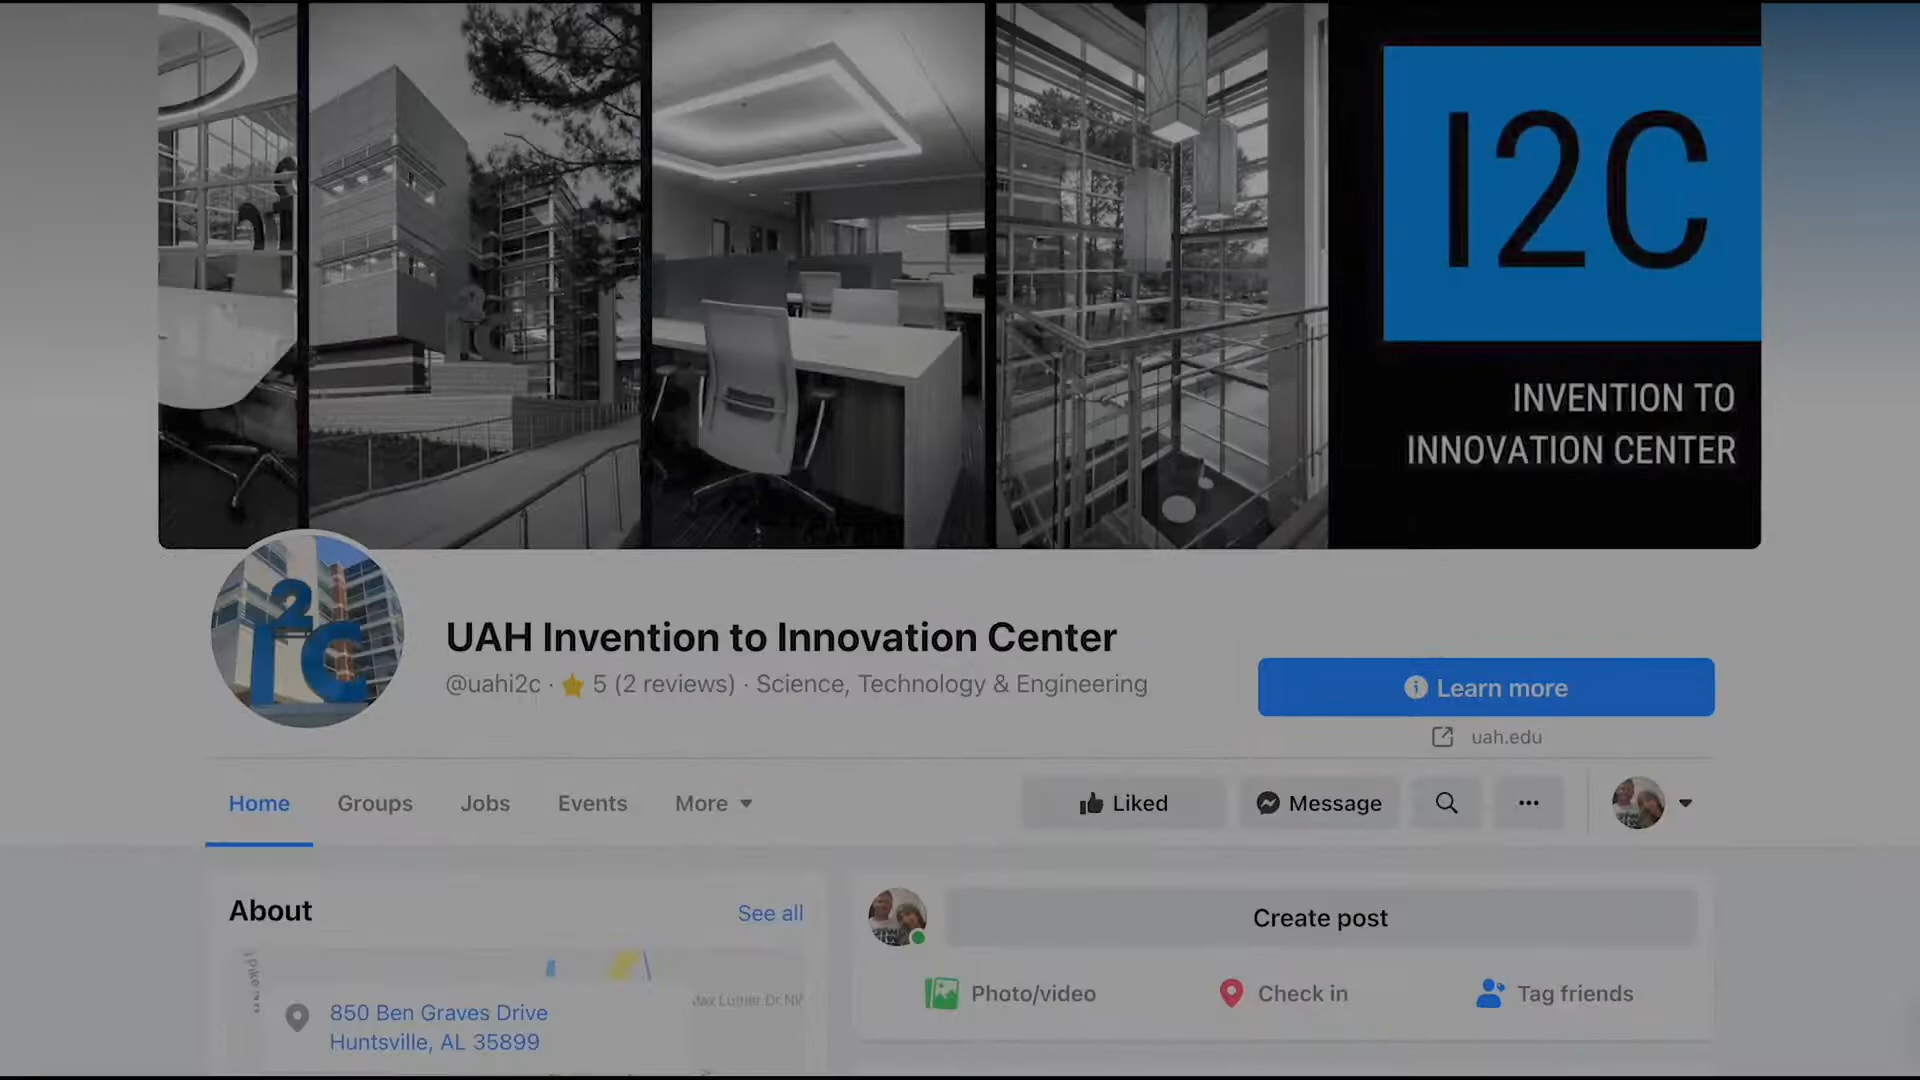 I2C
INVENTION TO
INNOVATION CENTER
I2C
UAH Invention to Innovation Center
@uahi2c · 5 (2 reviews) · Science, Technology & Engineering
Learn more
uah.edu
Home Groups Jobs Events More
Liked Message
About See all
Create post
Photo/video Check in Tag friends
850 Ben Graves Drive
Huntsville, AL 35899